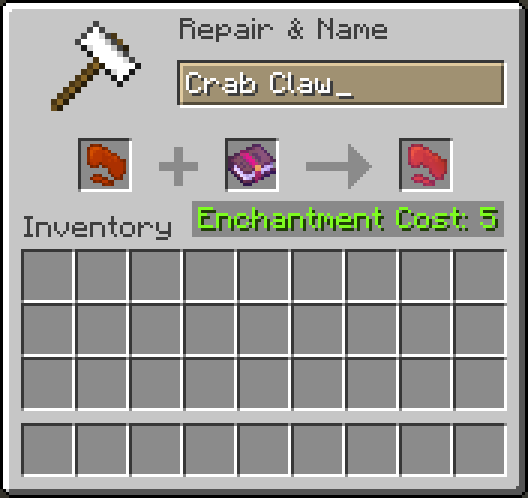 Repair & Name
Crab Claw_
Enchantment Cost: 5
Inventory